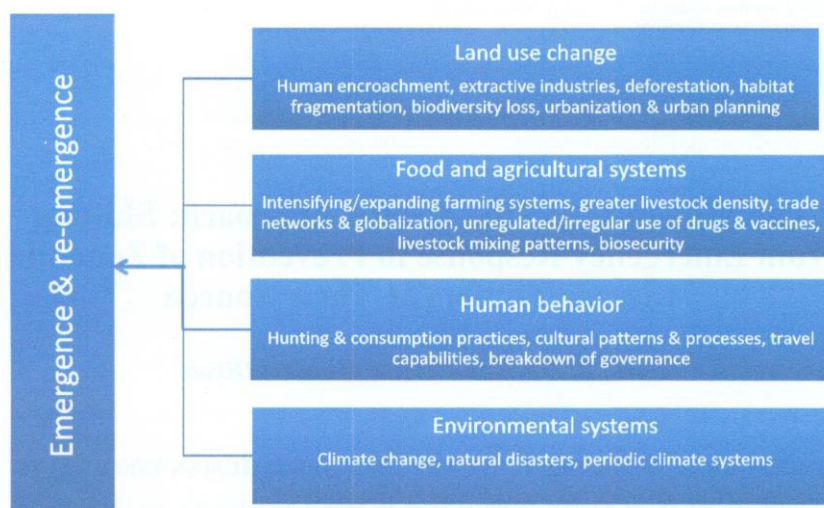 Emergence & re-emergence
Land use change
Human encroachment, extractive industries, deforestation, habitat
fragmentation, biodiversity loss, urbanization & urban planning
Food and agricultural systems
Intensifying/expanding farming systems, greater livestock density, trade
networks & globalization, unregulated/irregular use of drugs & vaccines,
livestock mixing patterns, biosecurity
Human behavior
Hunting & consumption practices, cultural patterns & processes, travel
capabilities, breakdown of governance
Environmental systems
Climate change, natural disasters, periodic climate systems